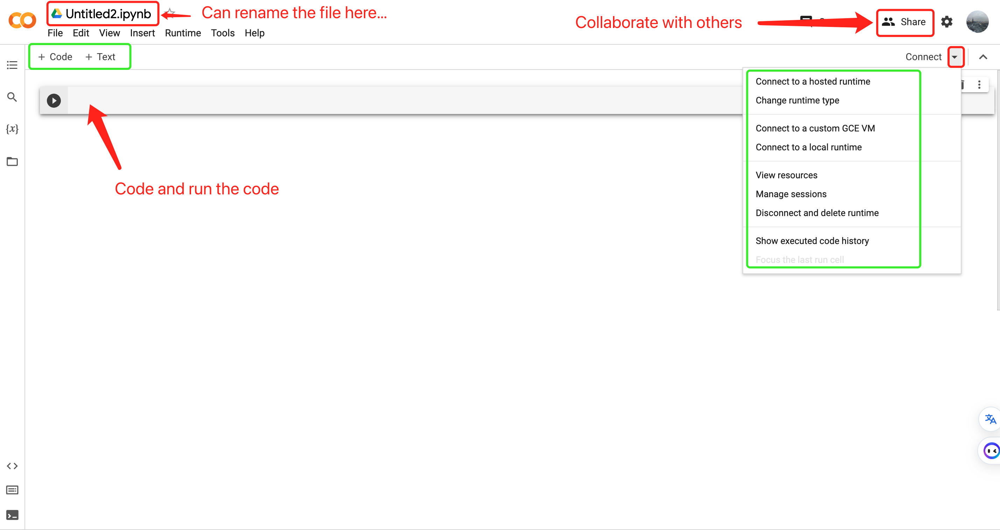 Untitled2.ipynb
Can rename the file here...
Collaborate with others
Share
File Edit View Insert Runtime Tools Help
+ Code + Text
Connect
Connect to a hosted runtime
Change runtime type
{x}
Connect to a custom GCE VM
Connect to a local runtime
View resources
Code and run the code
Manage sessions
Disconnect and delete runtime
Show executed code history
Focus the last run cell
文A